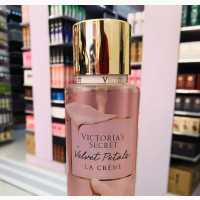 VICTORIA'S
SECRET
Velvet Petals
LA CRÈME